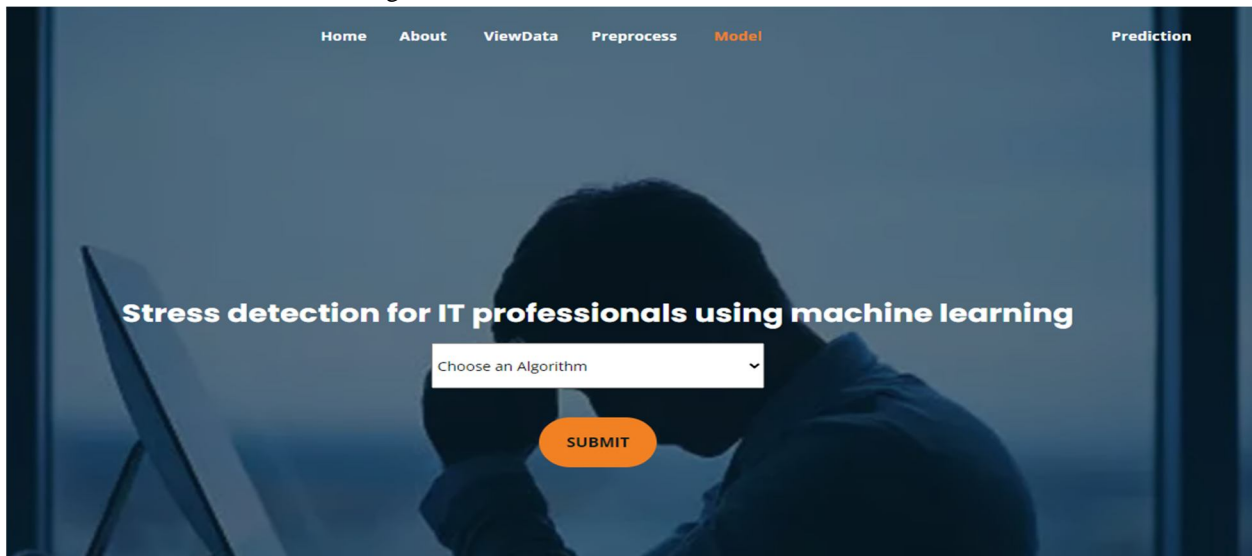 Home About ViewData Preprocess Model Prediction
Stress detection for IT professionals using machine learning
Choose an Algorithm
SUBMIT